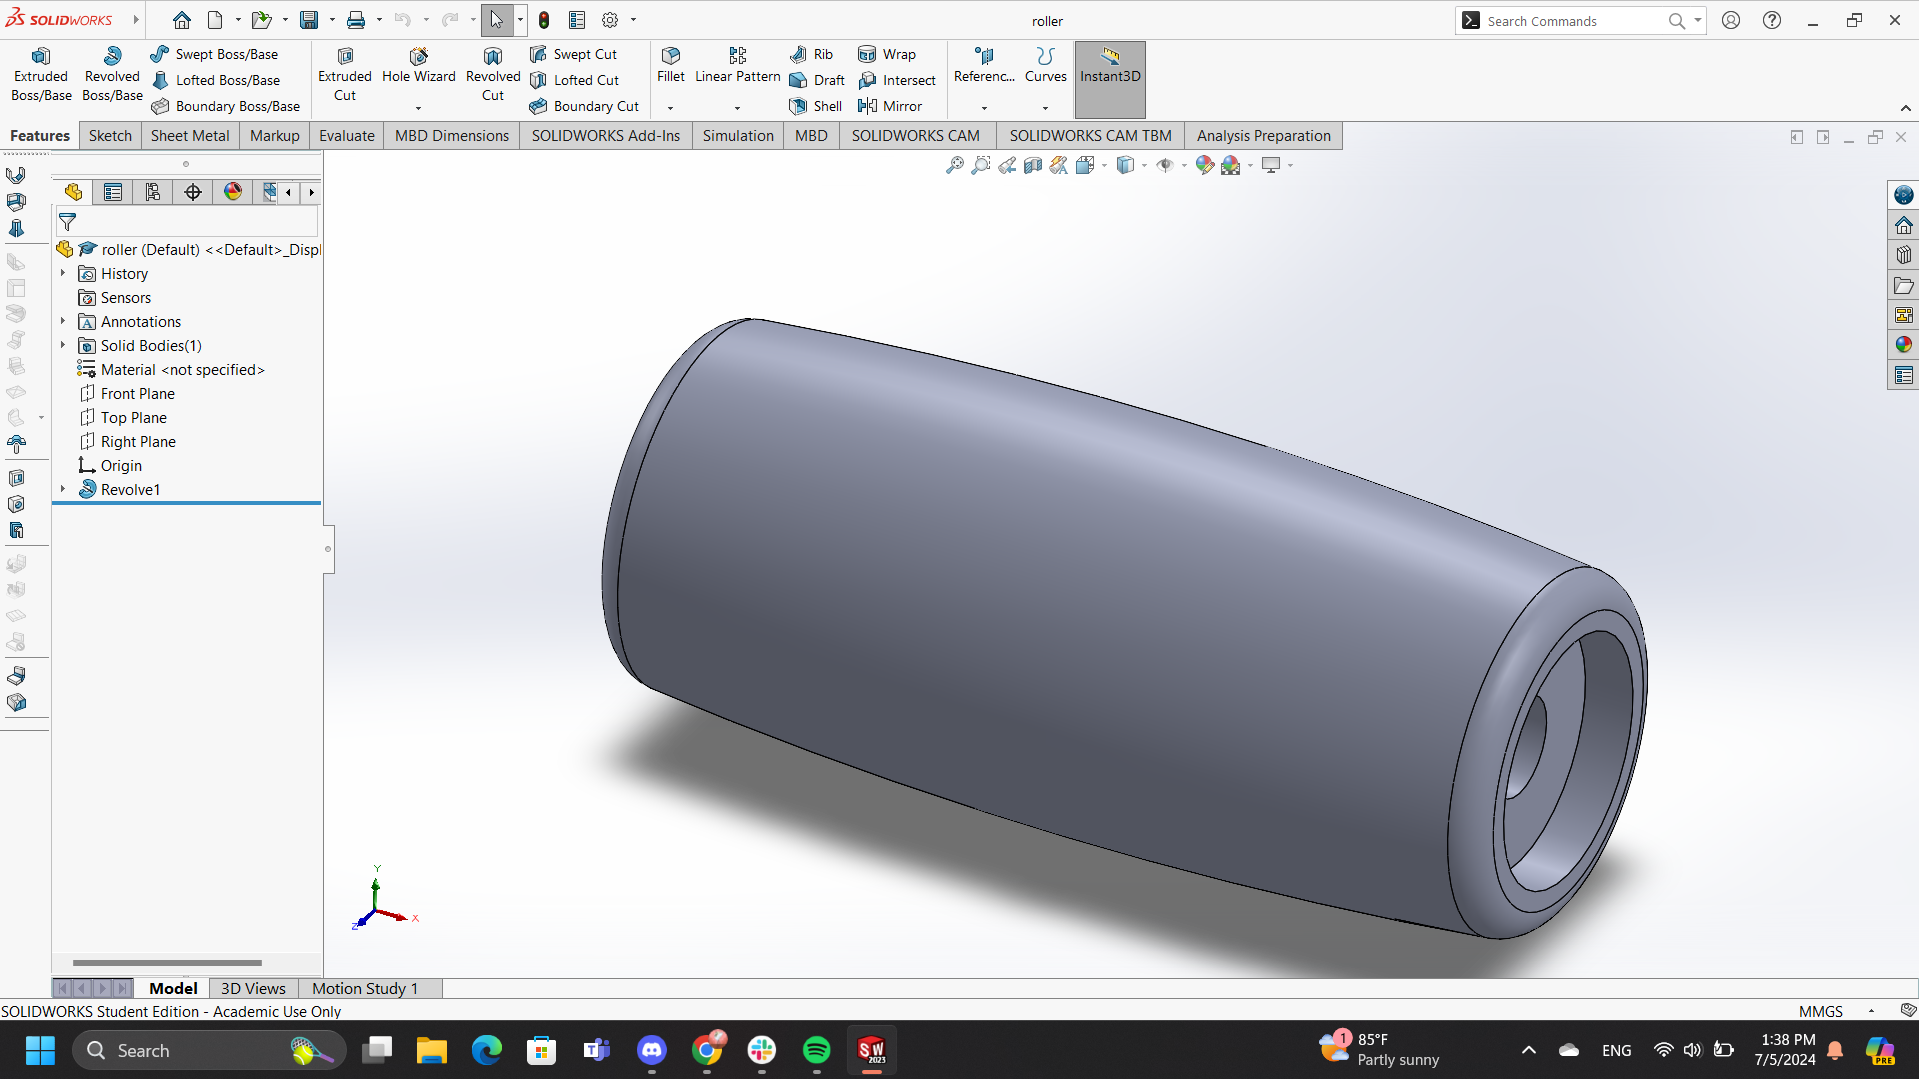 SOLIDWORKS
roller
Search Commands
Extruded Boss/Base
Revolved Boss/Base
Swept Boss/Base
Lofted Boss/Base
Boundary Boss/Base
Extruded Cut
Hole Wizard
Revolved Cut
Swept Cut
Lofted Cut
Boundary Cut
Fillet
Linear Pattern
Rib
Draft
Shell
Wrap
Intersect
Mirror
Referenc...
Curves
Instant3D
Features
Sketch
Sheet Metal
Markup
Evaluate
MBD Dimensions
SOLIDWORKS Add-Ins
Simulation
MBD
SOLIDWORKS CAM
SOLIDWORKS CAM TBM
Analysis Preparation
roller (Default) <<Default>_Displ
History
Sensors
Annotations
Solid Bodies(1)
Material <not specified>
Front Plane
Top Plane
Right Plane
Origin
Revolve1
Y
X
Z
Model
3D Views
Motion Study 1
SOLIDWORKS Student Edition - Academic Use Only
MMGS
Search
SW
2023
1
85°F
Partly sunny
ENG
1:38 PM
7/5/2024
PRE